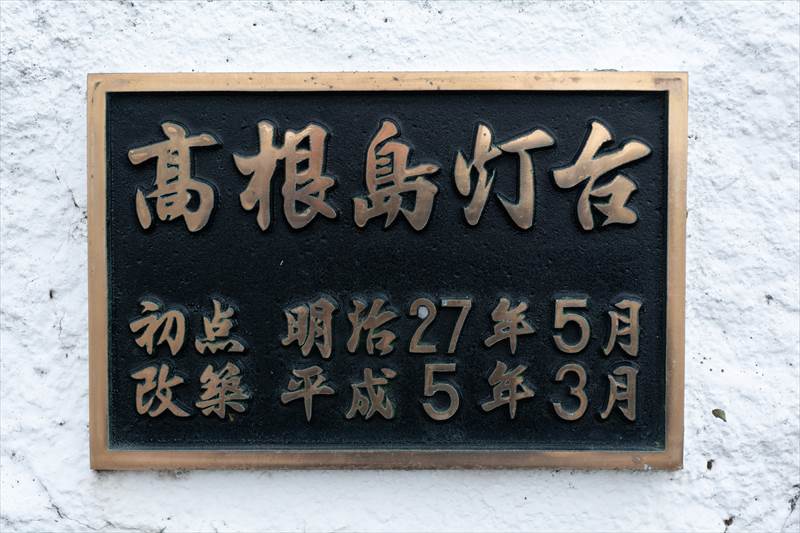 髙根島灯台
初点 明治27年5月
改築 平成5年3月